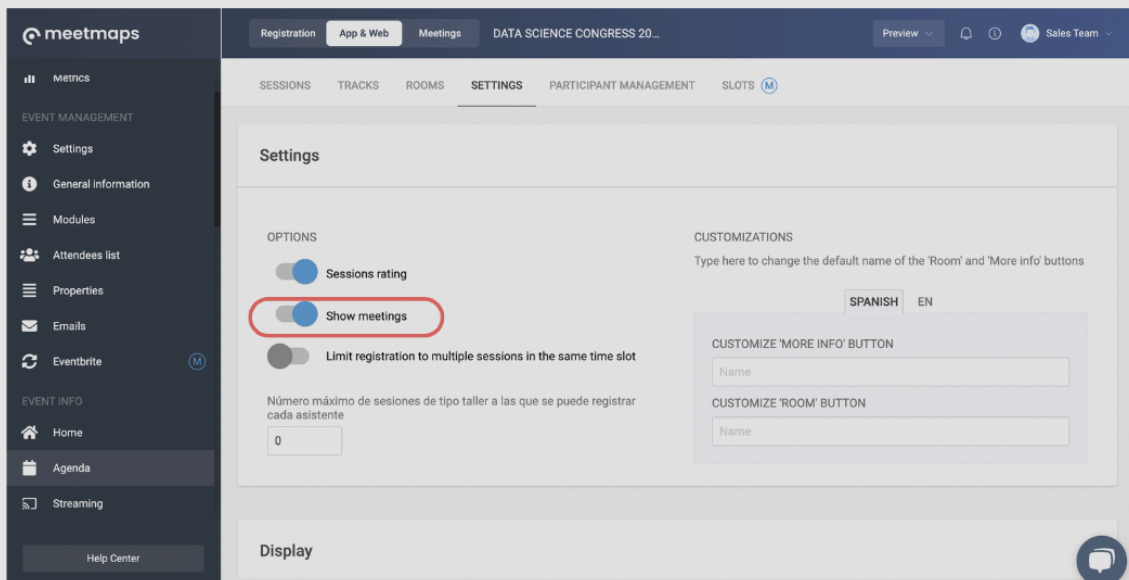 meetmaps
Registration
App & Web
Meetings
DATA SCIENCE CONGRESS 20...
Preview
Sales Team
Metrics
EVENT MANAGEMENT
Settings
General information
Modules
Attendees list
Properties
Emails
Eventbrite
M
EVENT INFO
Home
Agenda
Streaming
Help Center
SESSIONS
TRACKS
ROOMS
SETTINGS
PARTICIPANT MANAGEMENT
SLOTS
M
Settings
OPTIONS
Sessions rating
Show meetings
Limit registration to multiple sessions in the same time slot
Número máximo de sesiones de tipo taller a las que se puede registrar
cada asistente
0
CUSTOMIZATIONS
Type here to change the default name of the 'Room' and 'More info' buttons
SPANISH
EN
CUSTOMIZE 'MORE INFO' BUTTON
Name
CUSTOMIZE 'ROOM' BUTTON
Name
Display